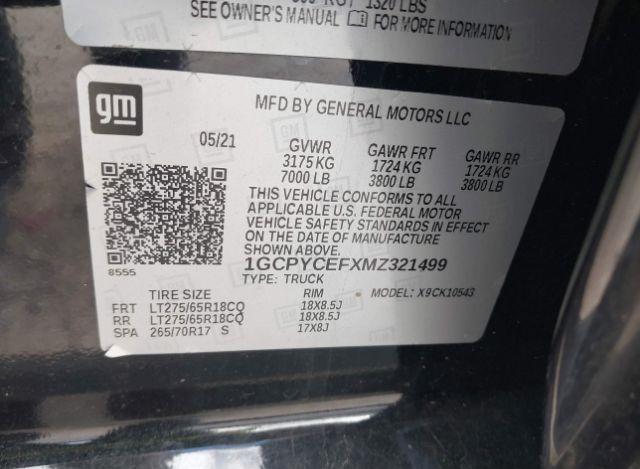 KG 1320 LBS
SEE OWNER'S MANUAL FOR MORE INFORMATION
gm
MFD BY GENERAL MOTORS LLC
05/21
GVWR GAWR FRT GAWR RR
3175 KG 1724 KG 1724 KG
7000 LB 3800 LB 3800 LB
THIS VEHICLE CONFORMS TO ALL
APPLICABLE U.S. FEDERAL MOTOR
VEHICLE SAFETY STANDARDS IN EFFECT
ON THE DATE OF MANUFACTURE
SHOWN ABOVE.
1GCPYCEFXMZ321499
8555
TYPE: TRUCK
MODEL: X9CK10543
TIRE SIZE RIM
FRT LT275/65R18CQ 18X8.5J
RR LT275/65R18CQ 18X8.5J
SPA 265/70R17 S 17X8J